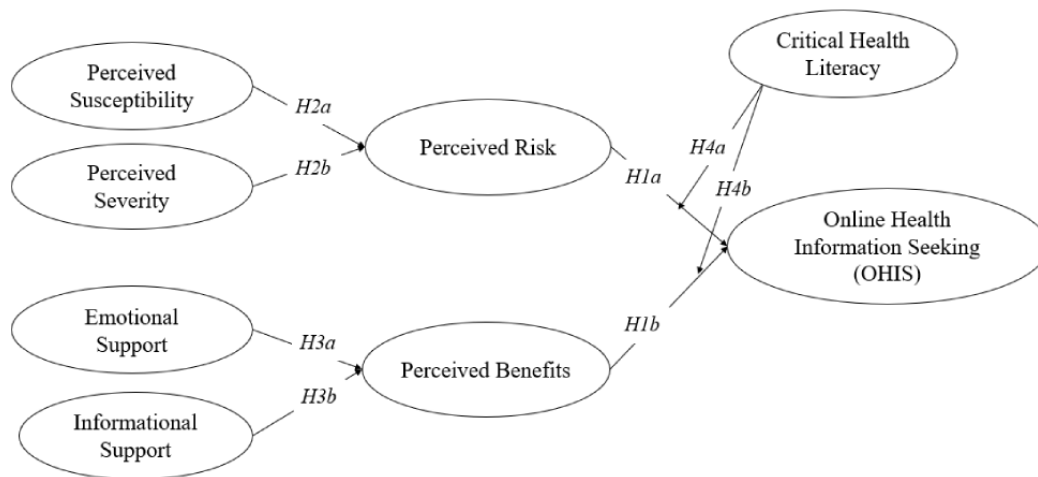 Perceived
Susceptibility
H2a
Perceived
Severity
H2b
Perceived Risk
H1a
Critical Health
Literacy
H4a
H4b
Online Health
Information Seeking
(OHIS)
Emotional
Support
H3a
Informational
Support
H3b
Perceived Benefits
H1b